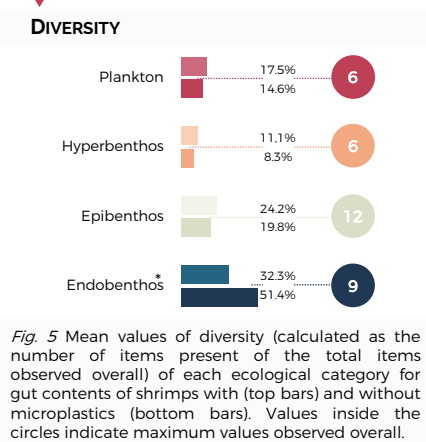 DIVERSITY
Plankton
17.5%
14.6%
6
Hyperbenthos
11,1%
8.3%
6
Epibenthos
24.2%
19.8%
12
Endobenthos*
32.3%
51.4%
9
Fig. 5 Mean values of diversity (calculated as the
number of items present of the total items
observed overall) of each ecological category for
gut contents of shrimps with (top bars) and without
microplastics (bottom bars). Values inside the
circles indicate maximum values observed overall.